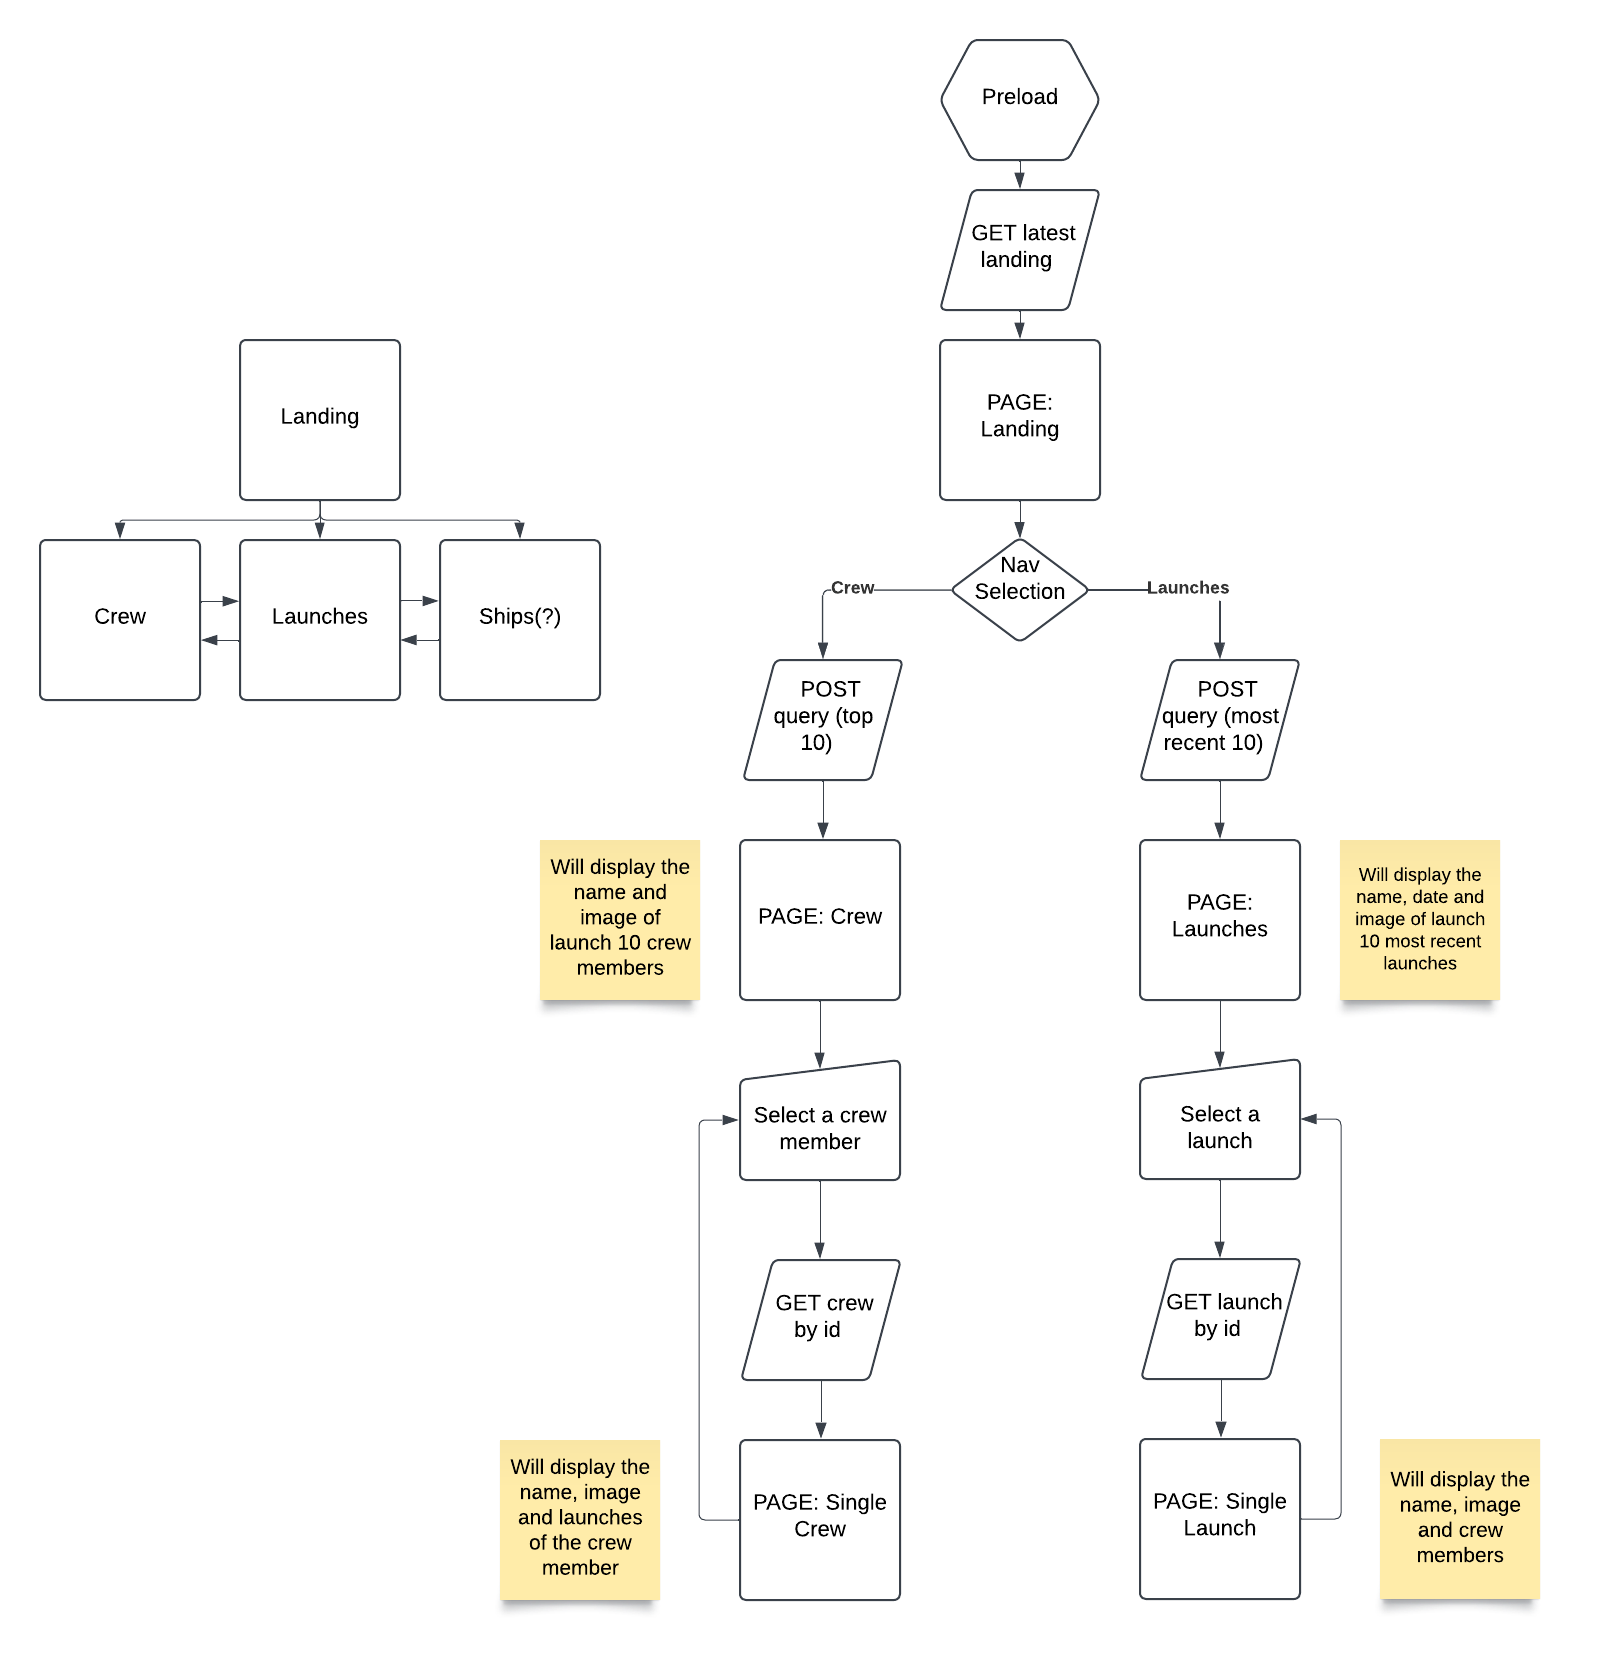 Preload
GET latest
landing
PAGE:
Landing
Nav
Selection
Crew
Launches
Landing
Crew
Launches
Ships(?)
POST
query (top
10)
POST
query (most
recent 10)
Will display the
name and
image of
launch 10 crew
members
PAGE: Crew
PAGE:
Launches
Will display the
name, date and
image of launch
10 most recent
launches
Select a crew
member
Select a
launch
GET crew
by id
GET launch
by id
Will display the
name, image
and launches
of the crew
member
PAGE: Single
Crew
PAGE: Single
Launch
Will display the
name, image
and crew
members